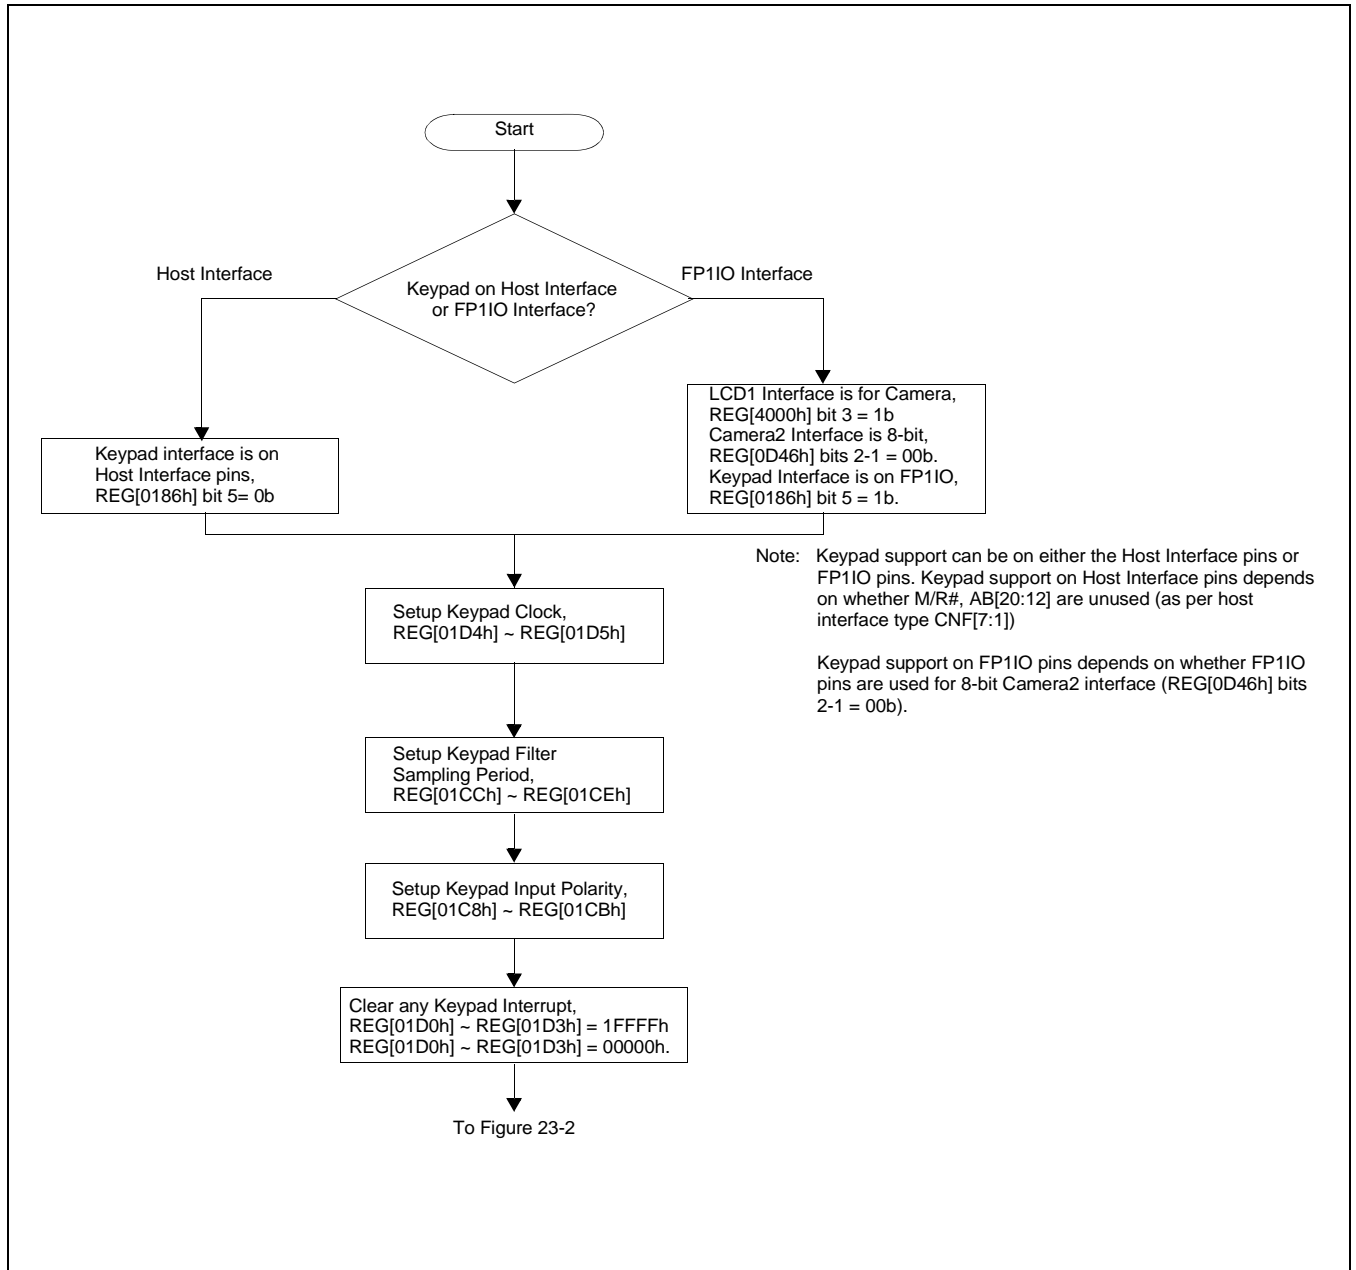 Start
Host Interface
FP1IO Interface
Keypad on Host Interface
or FP1IO Interface?
LCD1 Interface is for Camera,
REG[4000h] bit 3 = 1b
Camera2 Interface is 8-bit,
REG[0D46h] bits 2-1 = 00b.
Keypad Interface is on FP1IO,
REG[0186h] bit 5 = 1b.
Keypad interface is on
Host Interface pins,
REG[0186h] bit 5= 0b
Note: Keypad support can be on either the Host Interface pins or
FP1IO pins. Keypad support on Host Interface pins depends
on whether M/R#, AB[20:12] are unused (as per host
interface type CNF[7:1])
Keypad support on FP1IO pins depends on whether FP1IO
pins are used for 8-bit Camera2 interface (REG[0D46h] bits
2-1 = 00b).
Setup Keypad Clock,
REG[01D4h] ~ REG[01D5h]
Setup Keypad Filter
Sampling Period,
REG[01CCh] ~ REG[01CEh]
Setup Keypad Input Polarity,
REG[01C8h] ~ REG[01CBh]
Clear any Keypad Interrupt,
REG[01D0h] ~ REG[01D3h] = 1FFFFh
REG[01D0h] ~ REG[01D3h] = 00000h.
To Figure 23-2